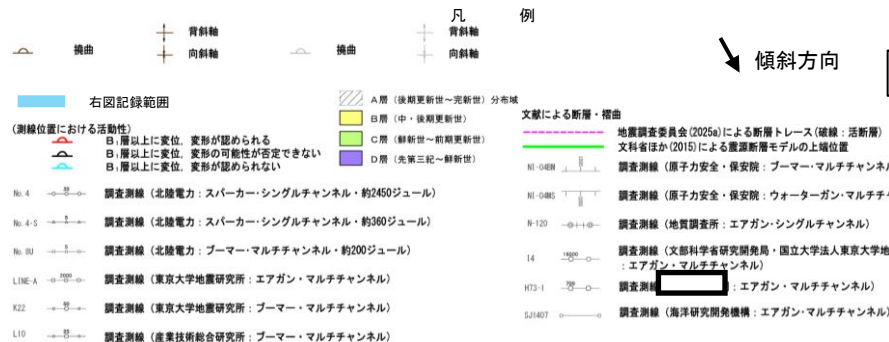 凡 例
背斜軸 背斜軸
撓曲 向斜軸 撓曲 向斜軸
傾斜方向
右図記録範囲
A層（後期更新世～完新世）分布域
B層（中・後期更新世）
C層（鮮新世～前期更新世）
D層（先第三紀～鮮新世）
(測線位置における活動性)
B₁層以上に変位、変形が認められる
B₁層以上に変位、変形の可能性が否定できない
B₁層以上に変位、変形が認められない
No.4 30 調査測線（北陸電力：スパーカー・シングルチャンネル・約2450ジュール）
No.4-S 5 調査測線（北陸電力：スパーカー・シングルチャンネル・約360ジュール）
No.8U 5 調査測線（北陸電力：ブーマー・マルチチャンネル・約200ジュール）
LINE-A 3000 調査測線（東京大学地震研究所：エアガン・マルチチャンネル）
K22 50 調査測線（東京大学地震研究所：ブーマー・マルチチャンネル）
L10 25 調査測線（産業技術総合研究所：ブーマー・マルチチャンネル）
文献による断層・褶曲
地震調査委員会(2025a)による断層トレース(破線：活断層)
文科省ほか(2015)による震源断層モデルの上端位置
NI-04BM 調査測線（原子力安全・保安院：ブーマー・マルチチャンネル
NI-04MS 調査測線（原子力安全・保安院：ウォーターガン・マルチチ
N-120 調査測線（地質調査所：エアガン・シングルチャンネル）
I4 16000 調査測線（文部科学省研究開発局・国立大学法人東京大学地
：エアガン・マルチチャンネル）
H73-1 700 調査測線 ：エアガン・マルチチャンネル）
SJ1407 調査測線（海洋研究開発機構：エアガン・マルチチャンネル）